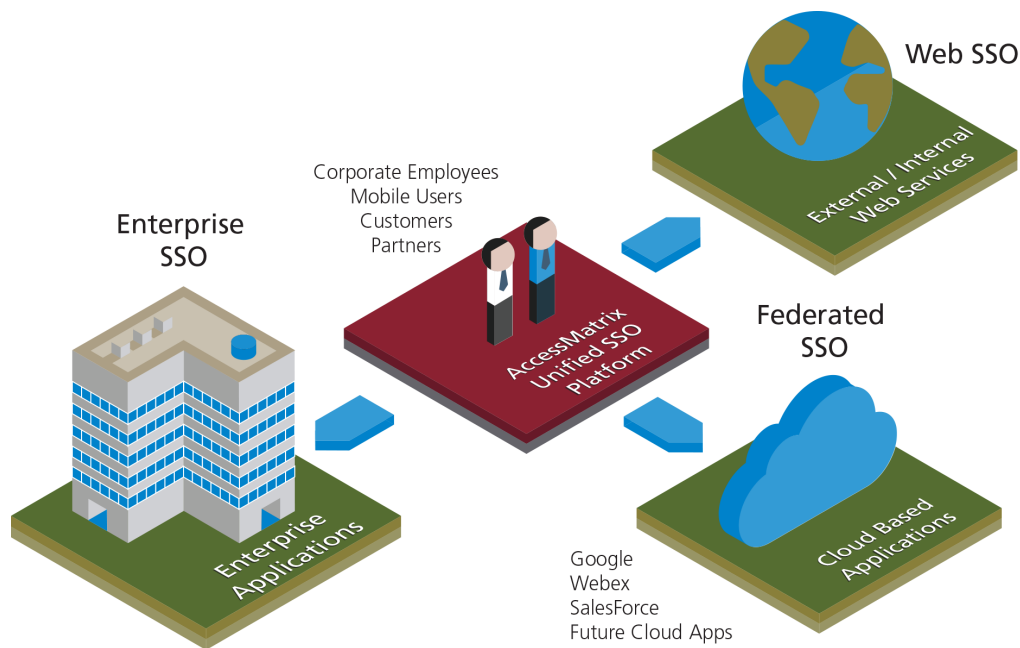 Web SSO
External / Internal
Web Services
Corporate Employees
Mobile Users
Customers
Partners
Enterprise
SSO
AccessMatrix
Unified SSO
Platform
Federated
SSO
Enterprise
Applications
Cloud Based
Applications
Google
Webex
SalesForce
Future Cloud Apps